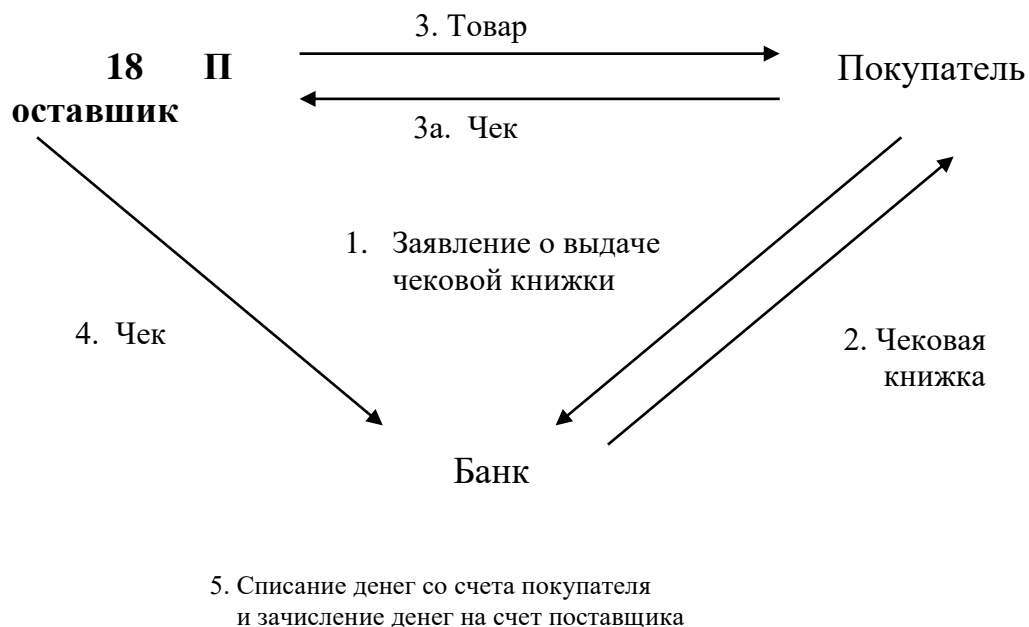 3. Товар
18 П
Покупатель
оставшик
3а. Чек
1. Заявление о выдаче
чековой книжки
4. Чек
2. Чековая
книжка
Банк
5. Списание денег со счета покупателя
и зачисление денег на счет поставщика